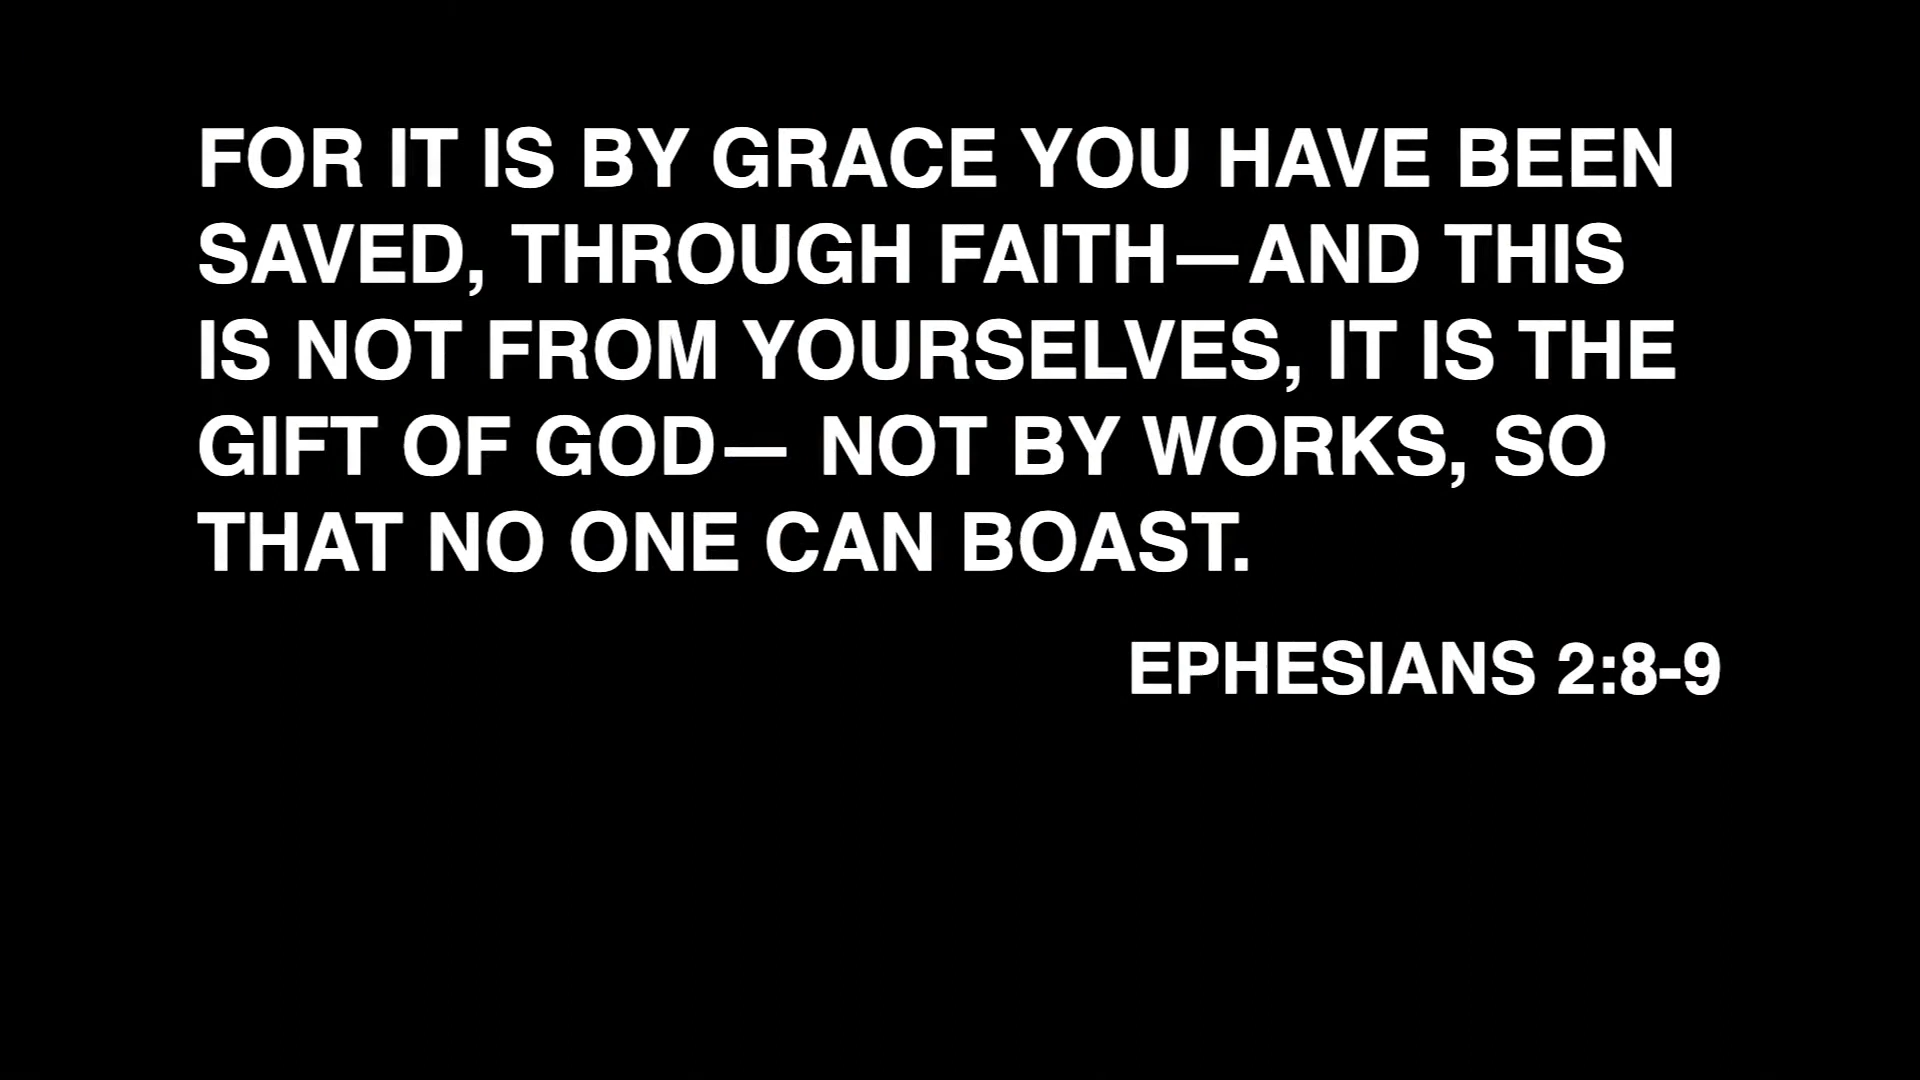 FOR IT IS BY GRACE YOU HAVE BEEN
SAVED, THROUGH FAITH—AND THIS
IS NOT FROM YOURSELVES, IT IS THE
GIFT OF GOD— NOT BY WORKS, SO
THAT NO ONE CAN BOAST.
EPHESIANS 2:8-9